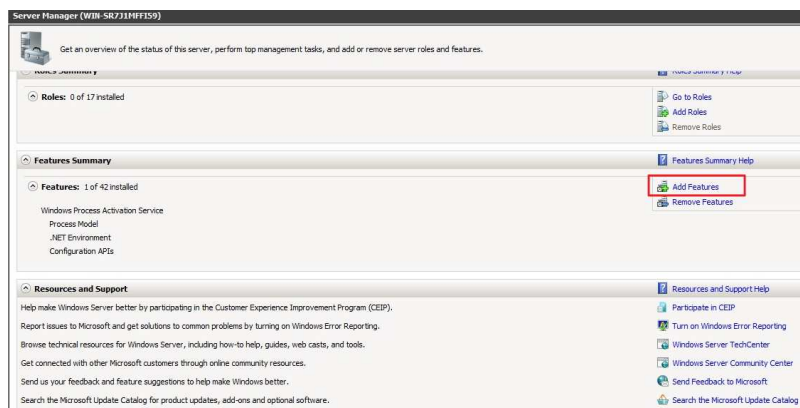 Server Manager (WIN-SR7J1MFFI59)
Get an overview of the status of this server, perform top management tasks, and add or remove server roles and features.
Roles Summary
Roles Summary Help
Roles: 0 of 17 installed
Go to Roles
Add Roles
Remove Roles
Features Summary
Features Summary Help
Features: 1 of 42 installed
Add Features
Remove Features
Windows Process Activation Service
Process Model
.NET Environment
Configuration APIs
Resources and Support
Resources and Support Help
Help make Windows Server better by participating in the Customer Experience Improvement Program (CEIP).
Participate in CEIP
Report issues to Microsoft and get solutions to common problems by turning on Windows Error Reporting.
Turn on Windows Error Reporting
Browse technical resources for Windows Server, including how-to help, guides, web casts, and tools.
Windows Server TechCenter
Get connected with other Microsoft customers through online community resources.
Windows Server Community Center
Send us your feedback and feature suggestions to help make Windows better.
Send Feedback to Microsoft
Search the Microsoft Update Catalog for product updates, add-ons and optional software.
Search the Microsoft Update Catalog